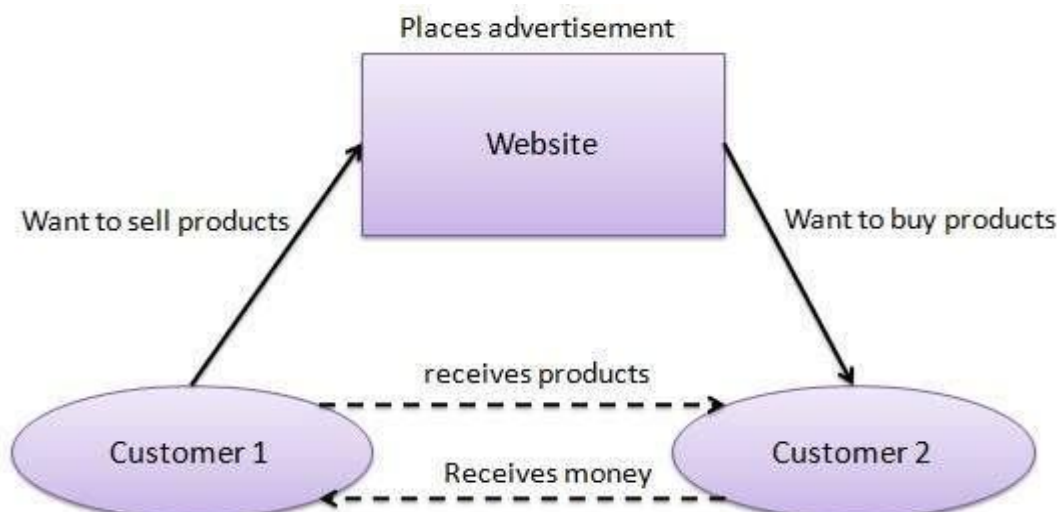 Places advertisement
Website
Want to sell products
Want to buy products
receives products
Customer 1
Customer 2
Receives money